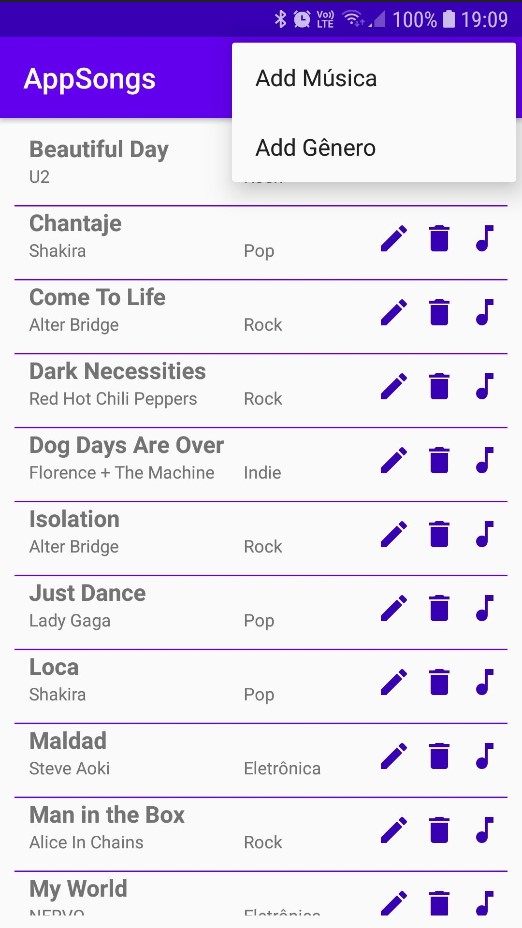 Vo))
LTE
100%
19:09
AppSongs
Add Música
Add Gênero
Beautiful Day
U2
Chantaje
Shakira
Pop
Come To Life
Alter Bridge
Rock
Dark Necessities
Red Hot Chili Peppers
Rock
Dog Days Are Over
Florence + The Machine
Indie
Isolation
Alter Bridge
Rock
Just Dance
Lady Gaga
Pop
Loca
Shakira
Pop
Maldad
Steve Aoki
Eletrônica
Man in the Box
Alice In Chains
Rock
My World
NERVO
Eletrônica